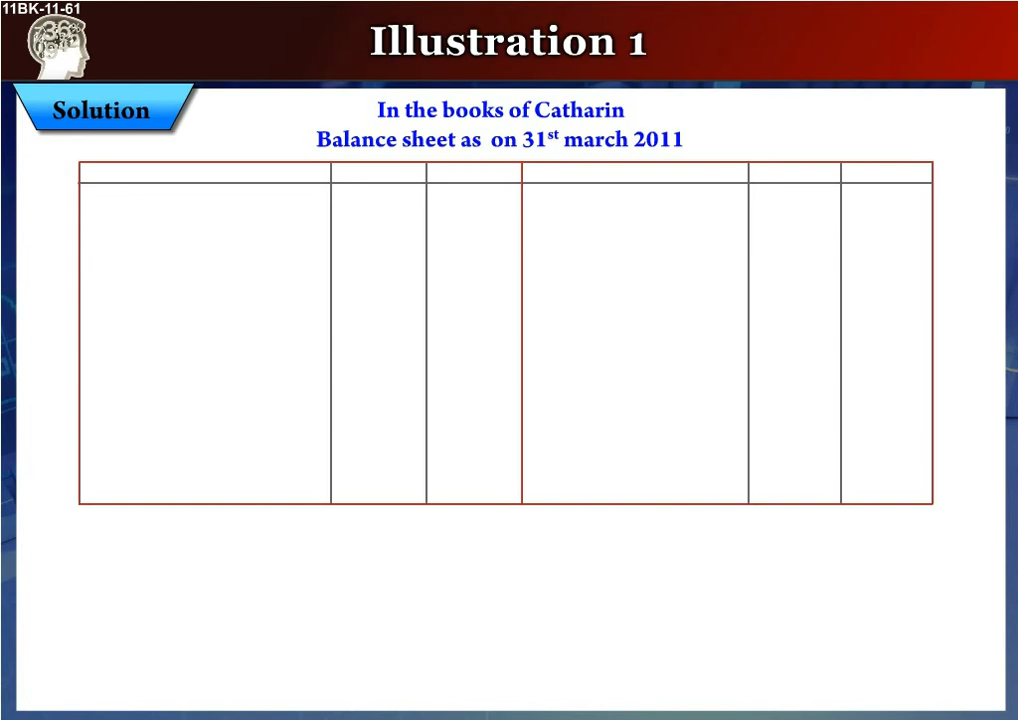 11BK-11-61
Illustration 1
Solution
In the books of Catharin
Balance sheet as on 31st march 2011